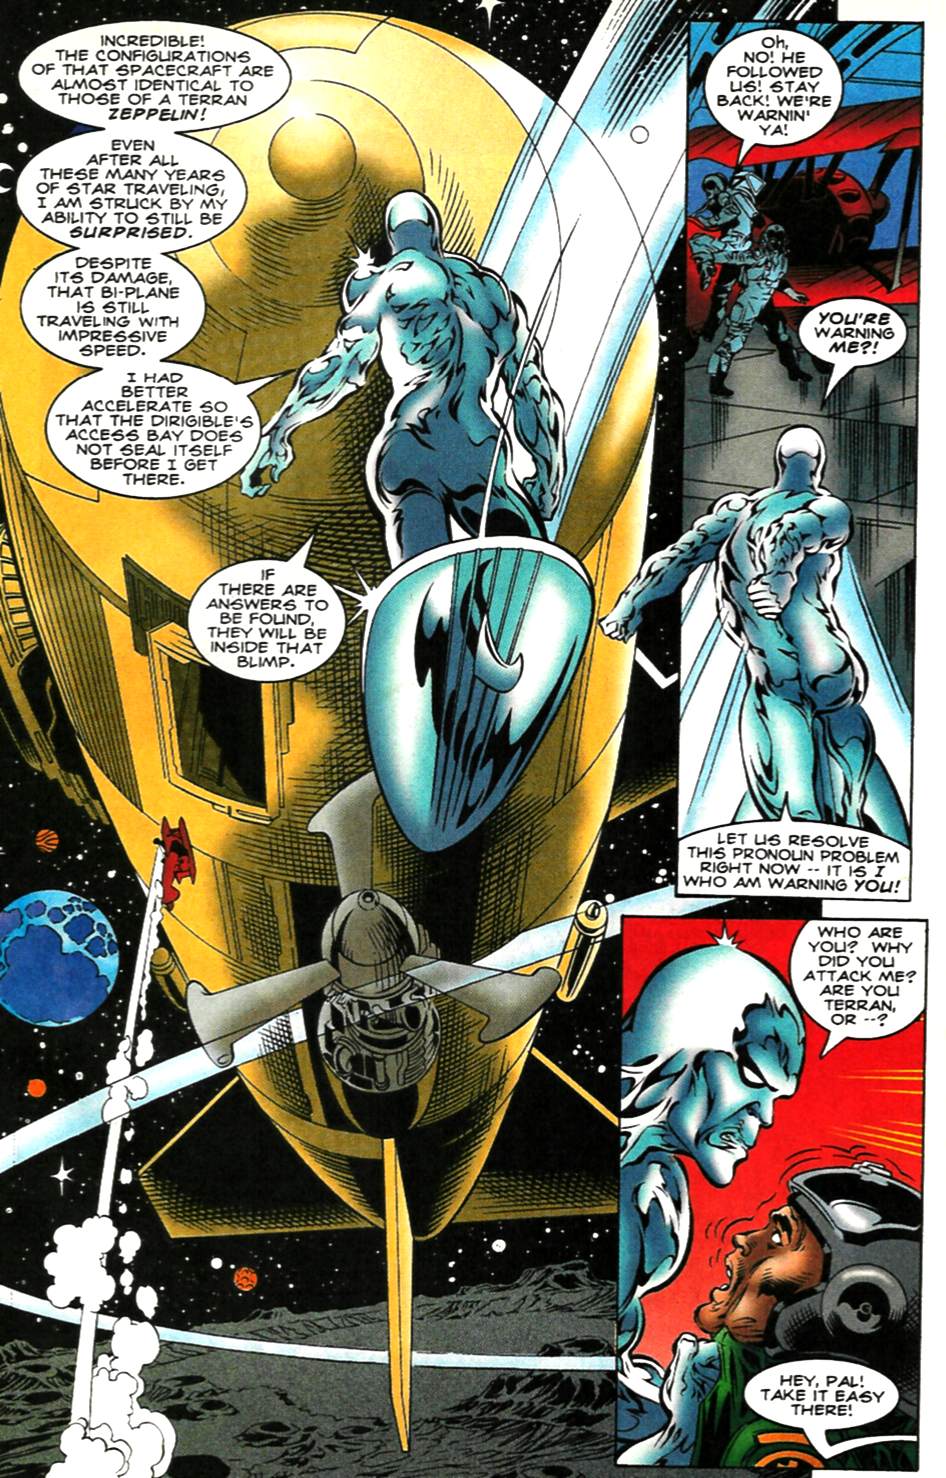 INCREDIBLE!
THE CONFIGURATIONS
OF THAT SPACECRAFT ARE
ALMOST IDENTICAL TO
THOSE OF A TERRAN
ZEPPELIN!
EVEN
AFTER ALL
THESE MANY YEARS
OF STAR TRAVELING,
I AM STRUCK BY MY
ABILITY TO STILL BE
SURPRISED.
DESPITE
ITS DAMAGE,
THAT BI-PLANE
IS STILL
TRAVELING WITH
IMPRESSIVE
SPEED.
I HAD
BETTER
ACCELERATE SO
THAT THE DIRIGIBLE'S
ACCESS BAY DOES
NOT SEAL ITSELF
BEFORE I GET
THERE.
IF
THERE ARE
ANSWERS TO
BE FOUND,
THEY WILL BE
INSIDE THAT
BLIMP.
OH,
NO! HE
FOLLOWED
US! STAY
BACK! WE'RE
WARNIN'
YA!
YOU'RE
WARNING
ME?!
LET US RESOLVE
THIS PRONOUN PROBLEM
RIGHT NOW -- IT IS I
WHO AM WARNING YOU!
WHO ARE
YOU? WHY
DID YOU
ATTACK ME?
ARE YOU
TERRAN,
OR --?
HEY, PAL!
TAKE IT EASY
THERE!